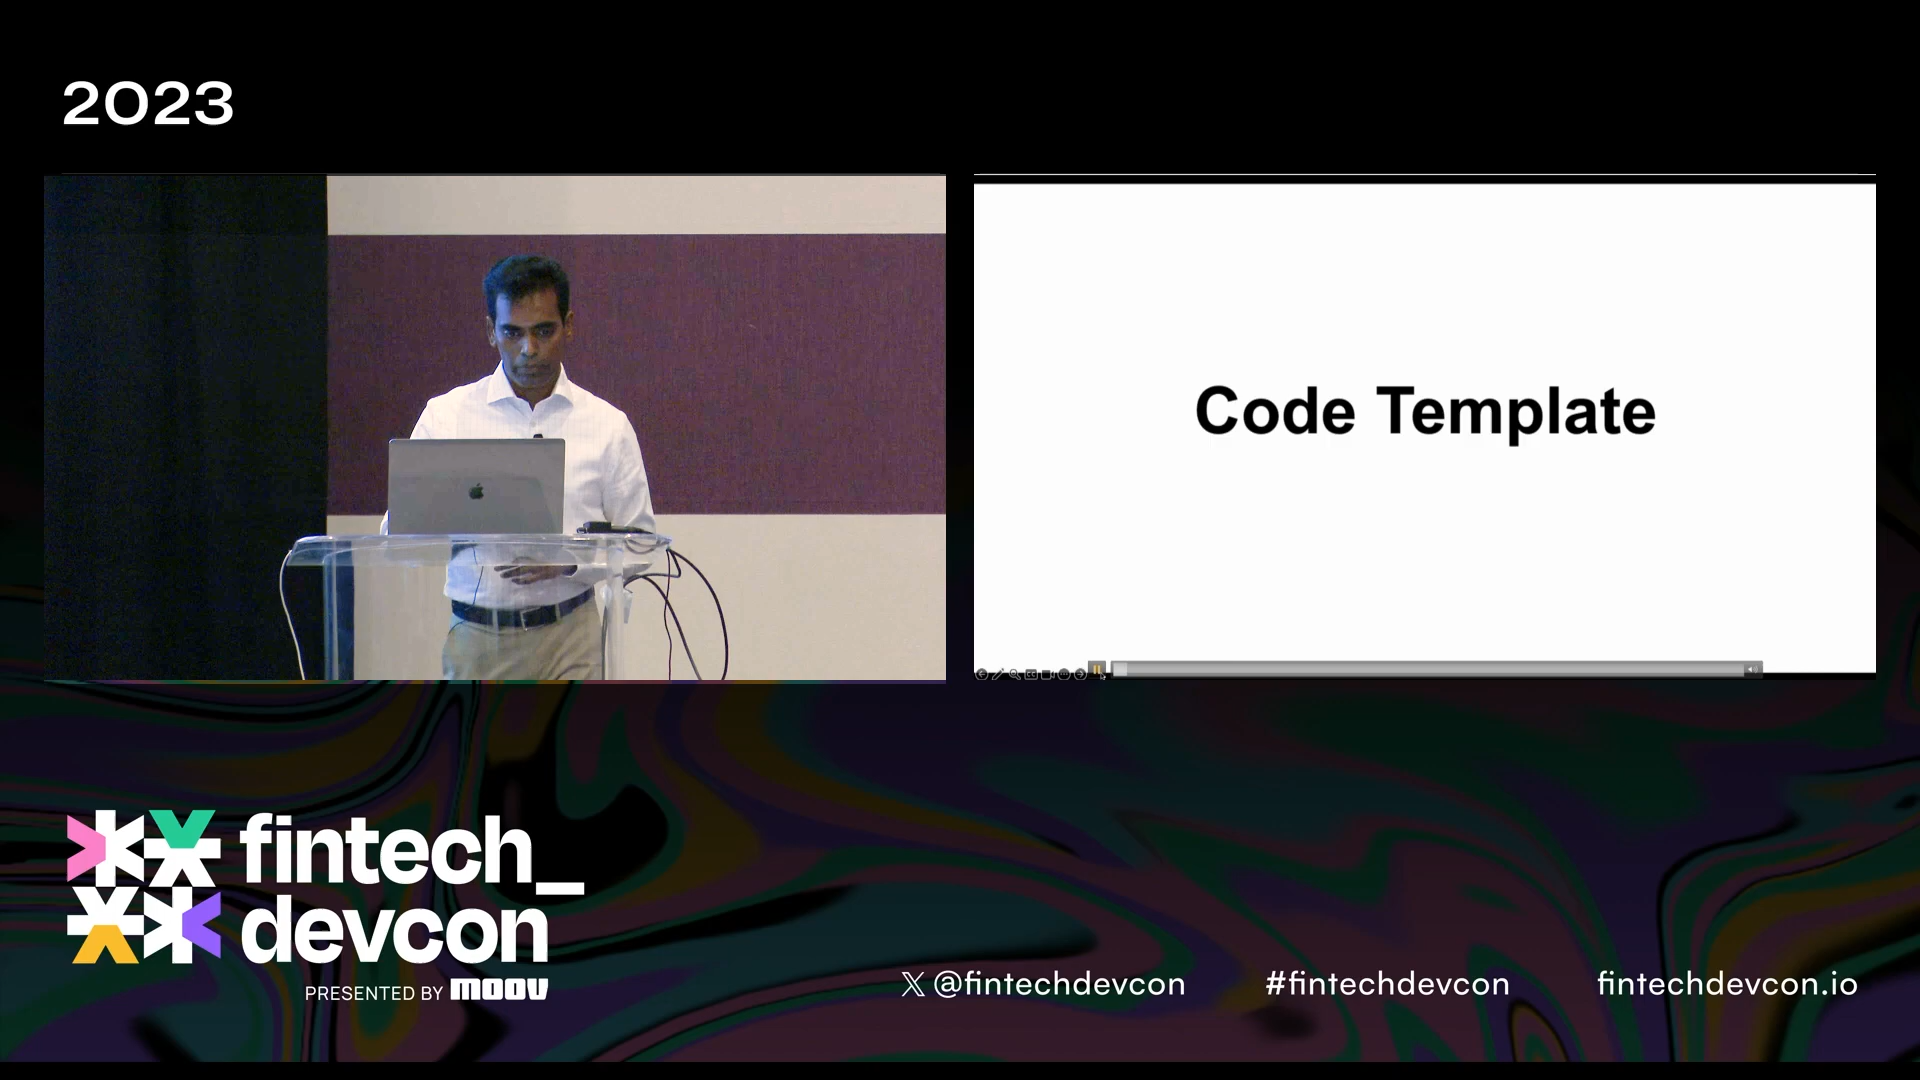 2023
Code Template
fintech_
devcon
PRESENTED BY moov
X @fintechdevcon
#fintechdevcon
fintechdevcon.io